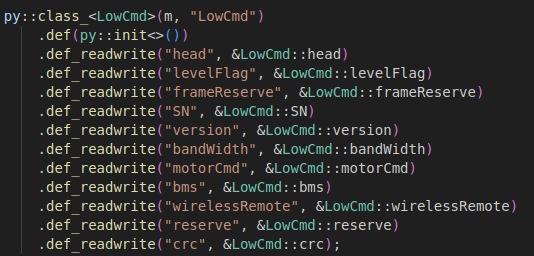 py::class_<LowCmd>(m, "LowCmd")
    .def(py::init<>())
    .def_readwrite("head", &LowCmd::head)
    .def_readwrite("levelFlag", &LowCmd::levelFlag)
    .def_readwrite("frameReserve", &LowCmd::frameReserve)
    .def_readwrite("SN", &LowCmd::SN)
    .def_readwrite("version", &LowCmd::version)
    .def_readwrite("bandWidth", &LowCmd::bandWidth)
    .def_readwrite("motorCmd", &LowCmd::motorCmd)
    .def_readwrite("bms", &LowCmd::bms)
    .def_readwrite("wirelessRemote", &LowCmd::wirelessRemote)
    .def_readwrite("reserve", &LowCmd::reserve)
    .def_readwrite("crc", &LowCmd::crc);